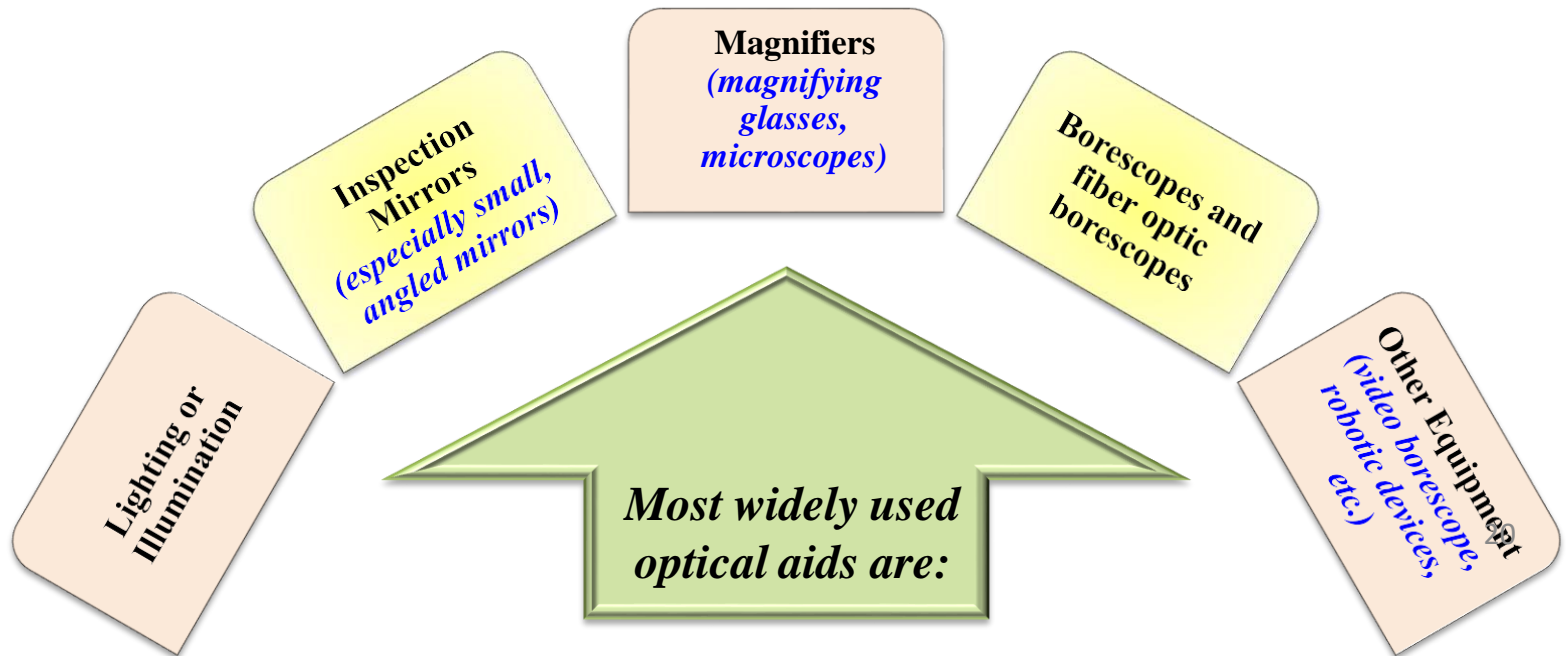 Lighting or
Illumination
Inspection
Mirrors
(especially small,
angled mirrors)
Magnifiers
(magnifying
glasses,
microscopes)
Borescopes and
fiber optic
borescopes
Other Equipment
(video borescope,
robotic devices,
etc.)
Most widely used
optical aids are: